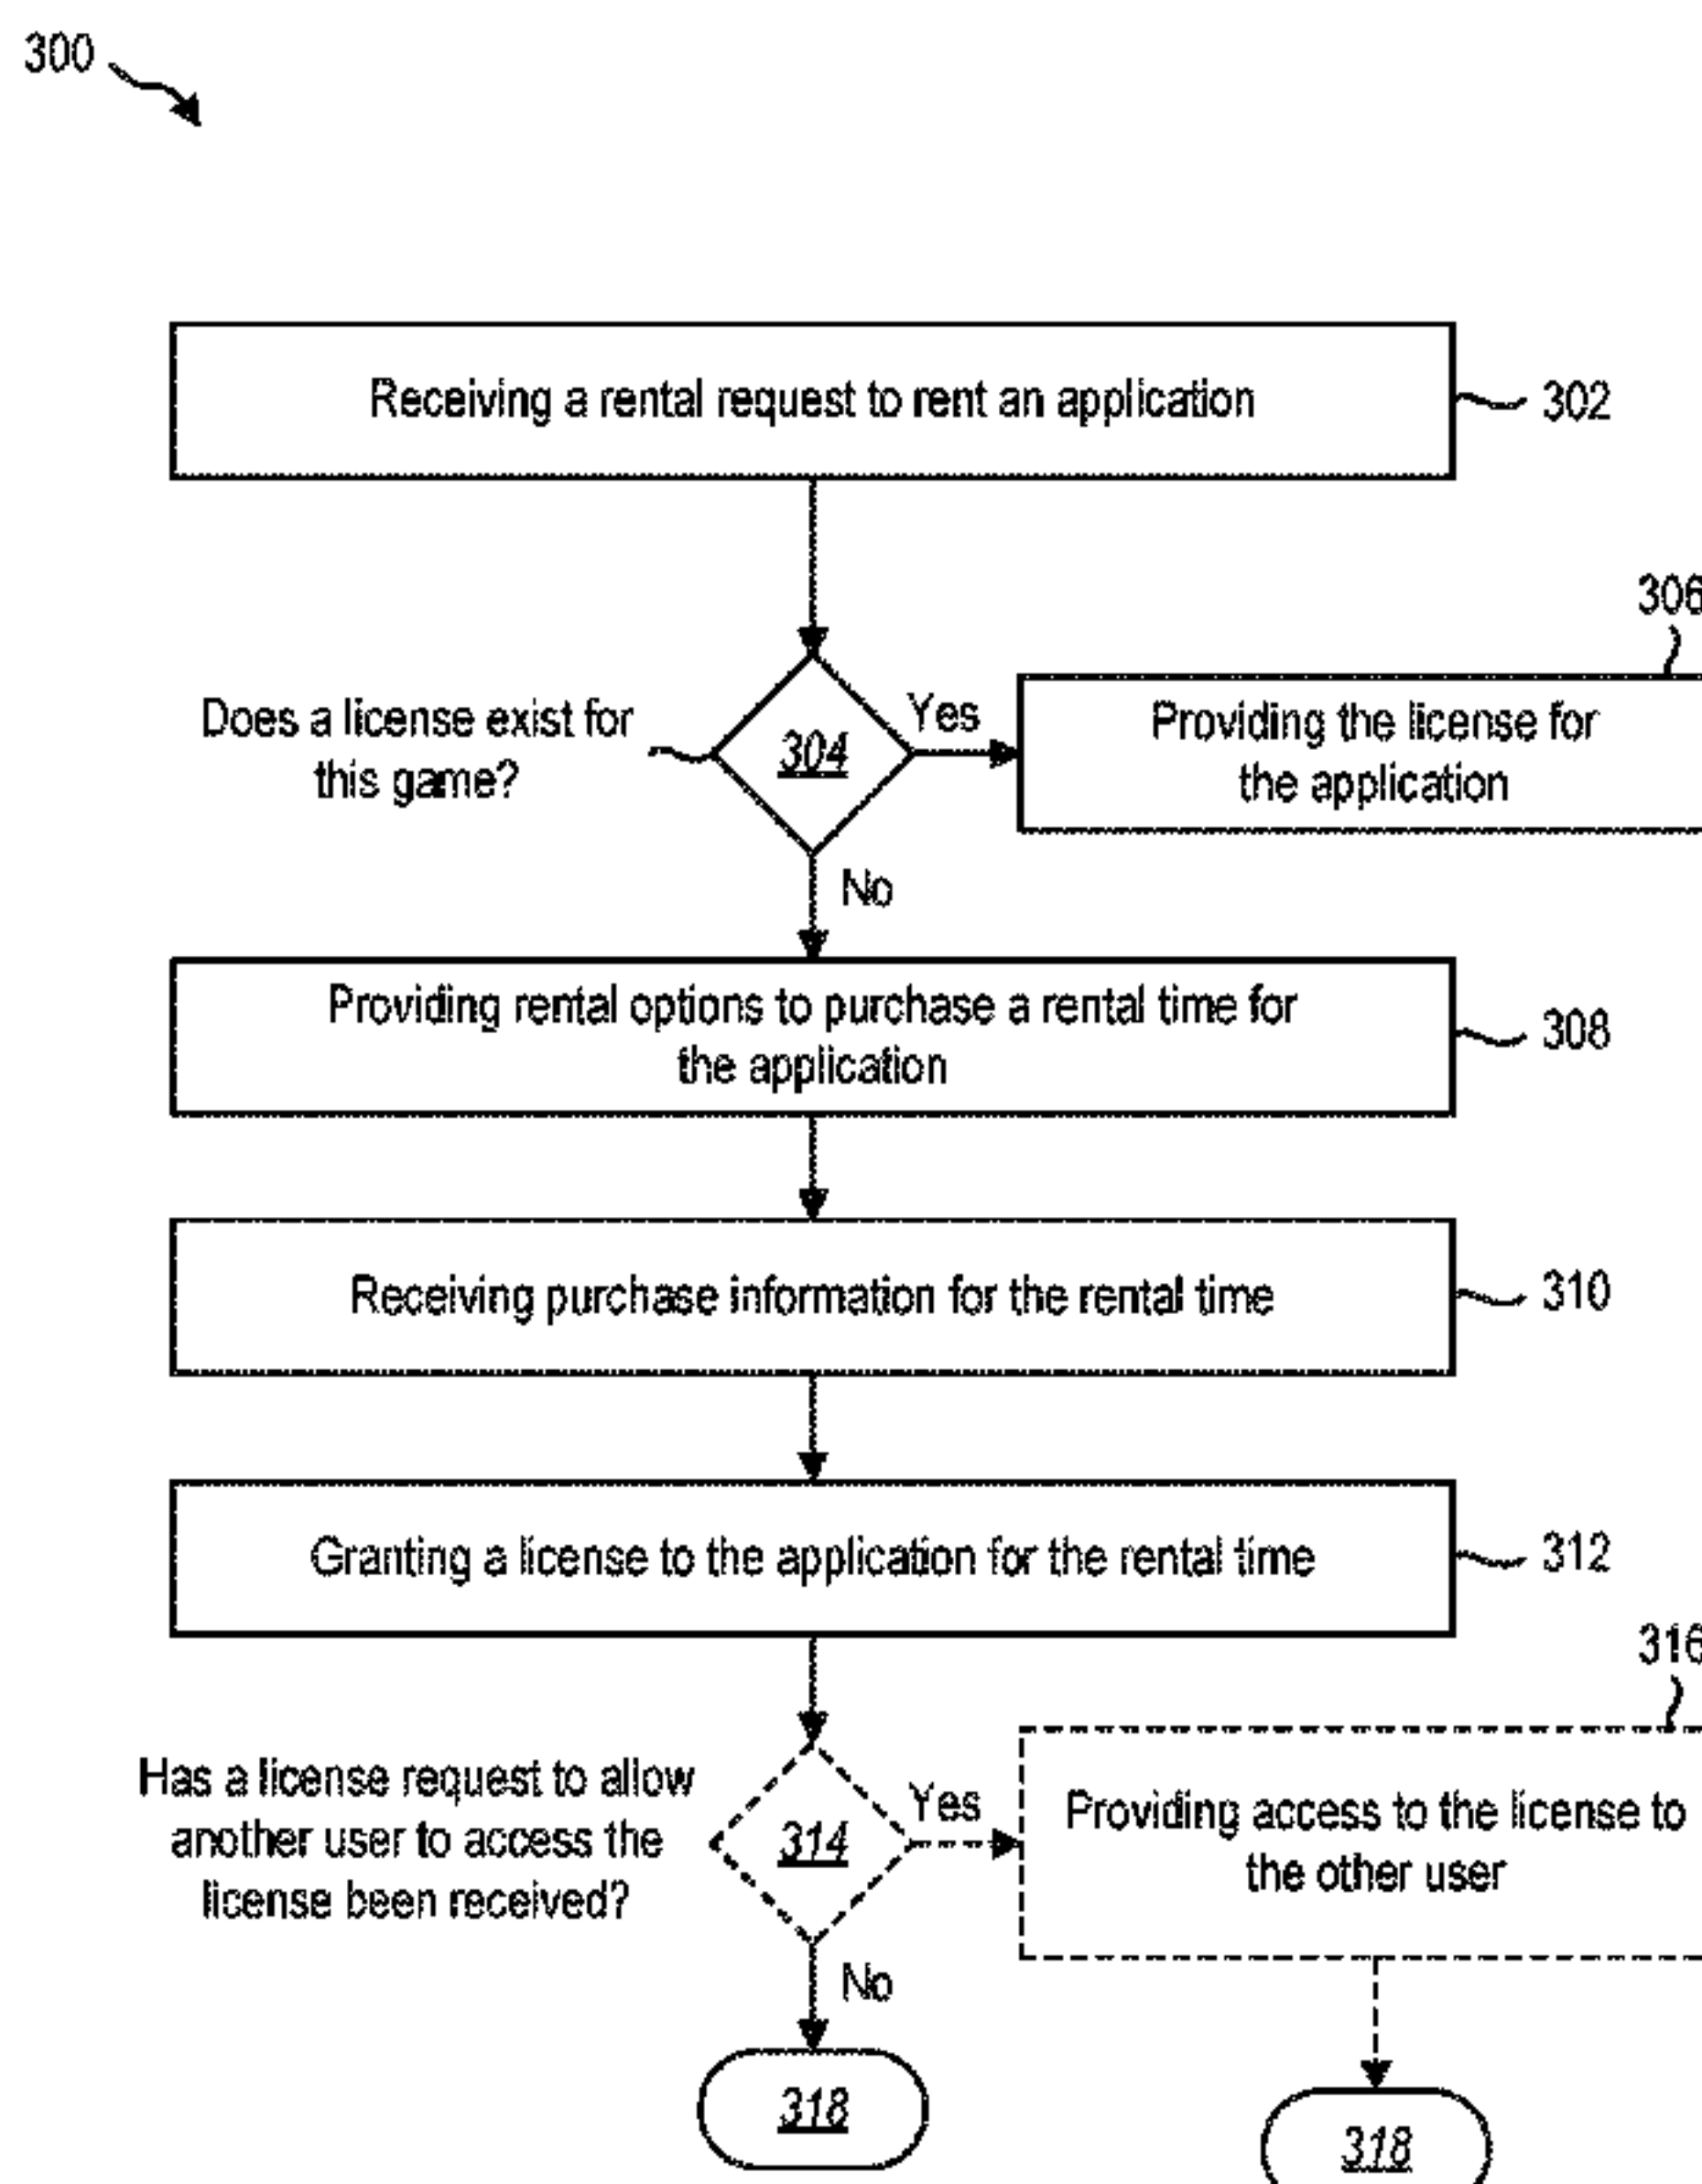 300
Receiving a rental request to rent an application
302
306
Does a license exist for
this game?
304
Yes
Providing the license for
the application
No
Providing rental options to purchase a rental time for
the application
308
Receiving purchase information for the rental time
310
Granting a license to the application for the rental time
312
316
Has a license request to allow
another user to access the
license been received?
314
Yes
Providing access to the license to
the other user
No
318
318